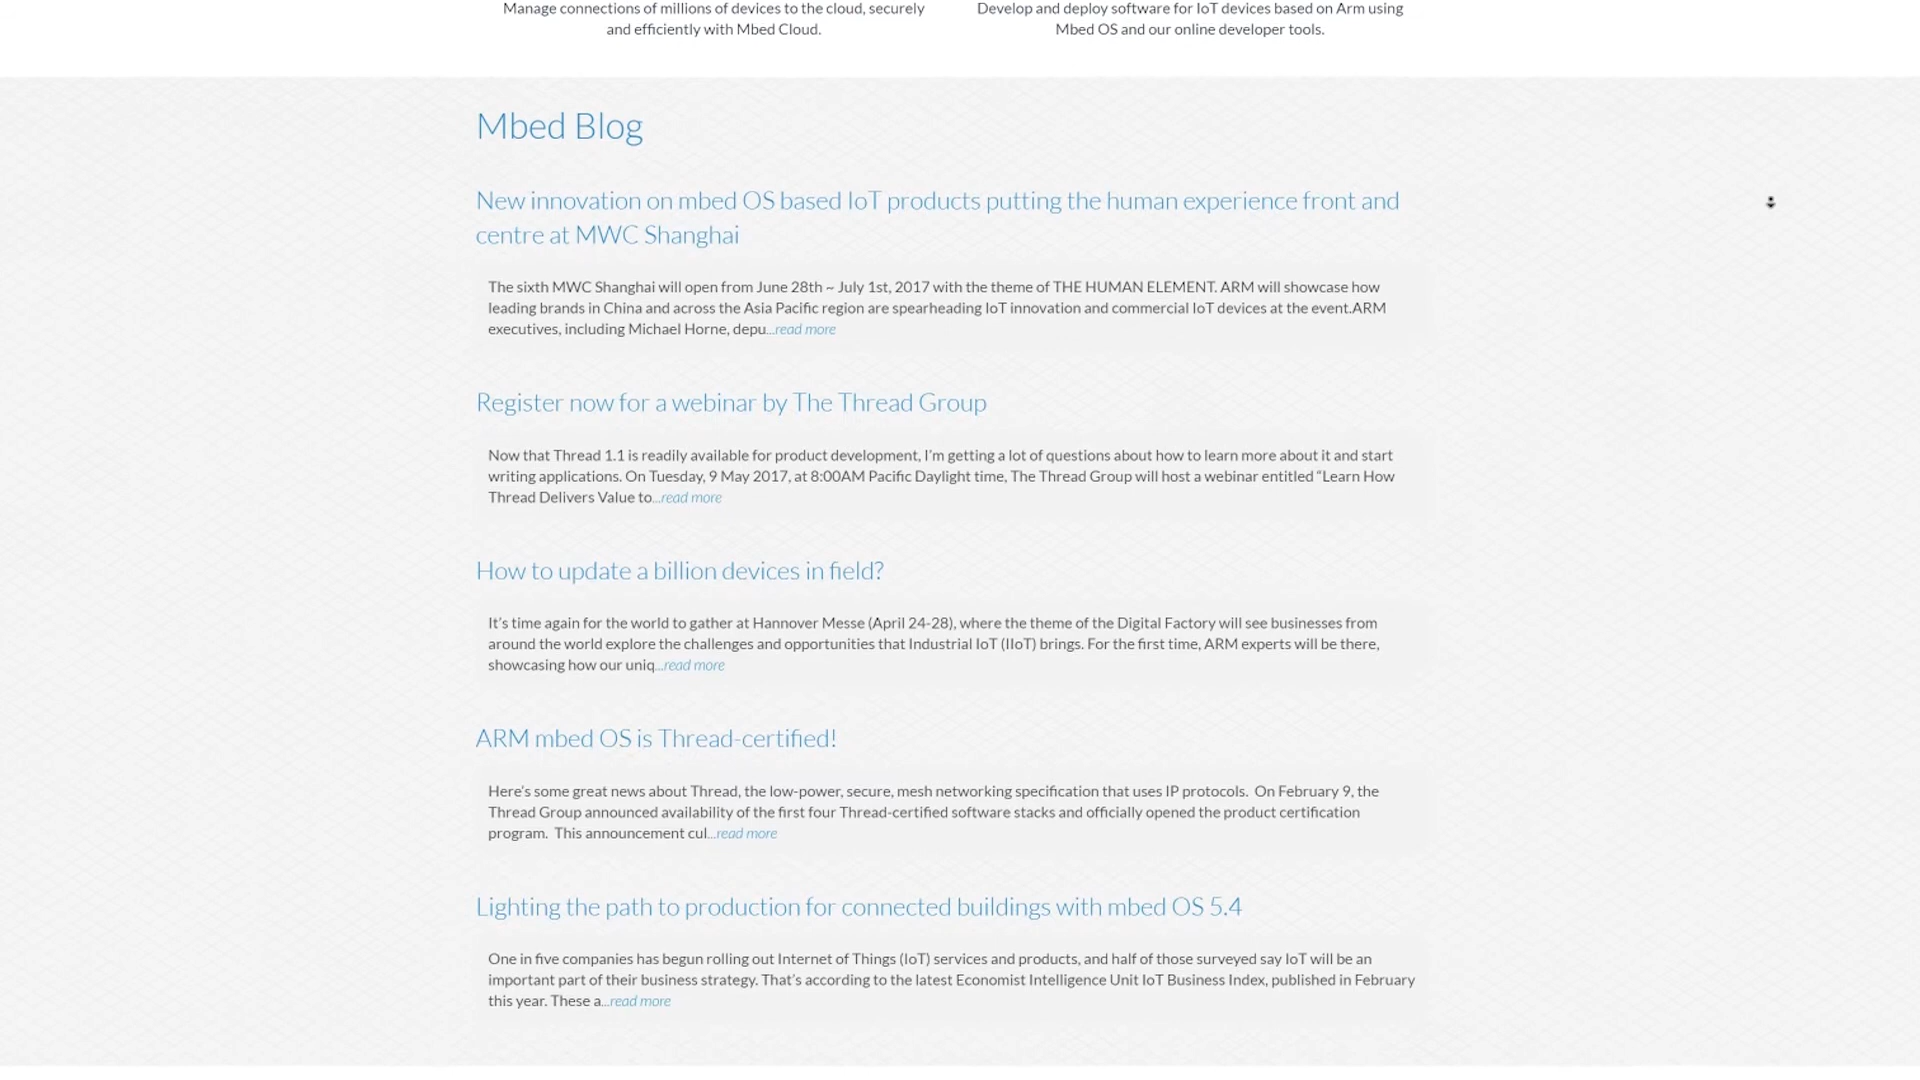 Manage connections of millions of devices to the cloud, securely
and efficiently with Mbed Cloud.
Develop and deploy software for IoT devices based on Arm using
Mbed OS and our online developer tools.
Mbed Blog
New innovation on mbed OS based IoT products putting the human experience front and
centre at MWC Shanghai
The sixth MWC Shanghai will open from June 28th ~ July 1st, 2017 with the theme of THE HUMAN ELEMENT. ARM will showcase how
leading brands in China and across the Asia Pacific region are spearheading IoT innovation and commercial IoT devices at the event.ARM
executives, including Michael Horne, depu...read more
Register now for a webinar by The Thread Group
Now that Thread 1.1 is readily available for product development, I'm getting a lot of questions about how to learn more about it and start
writing applications. On Tuesday, 9 May 2017, at 8:00AM Pacific Daylight time, The Thread Group will host a webinar entitled “Learn How
Thread Delivers Value to...read more
How to update a billion devices in field?
It's time again for the world to gather at Hannover Messe (April 24-28), where the theme of the Digital Factory will see businesses from
around the world explore the challenges and opportunities that Industrial IoT (IIoT) brings. For the first time, ARM experts will be there,
showcasing how our uniq...read more
ARM mbed OS is Thread-certified!
Here's some great news about Thread, the low-power, secure, mesh networking specification that uses IP protocols.  On February 9, the
Thread Group announced availability of the first four Thread-certified software stacks and officially opened the product certification
program.  This announcement cul...read more
Lighting the path to production for connected buildings with mbed OS 5.4
One in five companies has begun rolling out Internet of Things (IoT) services and products, and half of those surveyed say IoT will be an
important part of their business strategy. That's according to the latest Economist Intelligence Unit IoT Business Index, published in February
this year. These a...read more